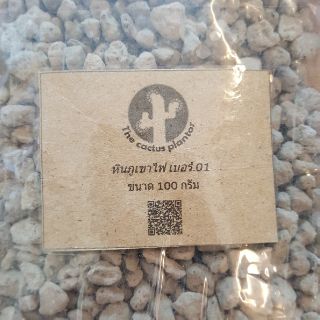 The cactus plantor
หินภูเขาไฟ เบอร์ 01
ขนาด 100 กรัม